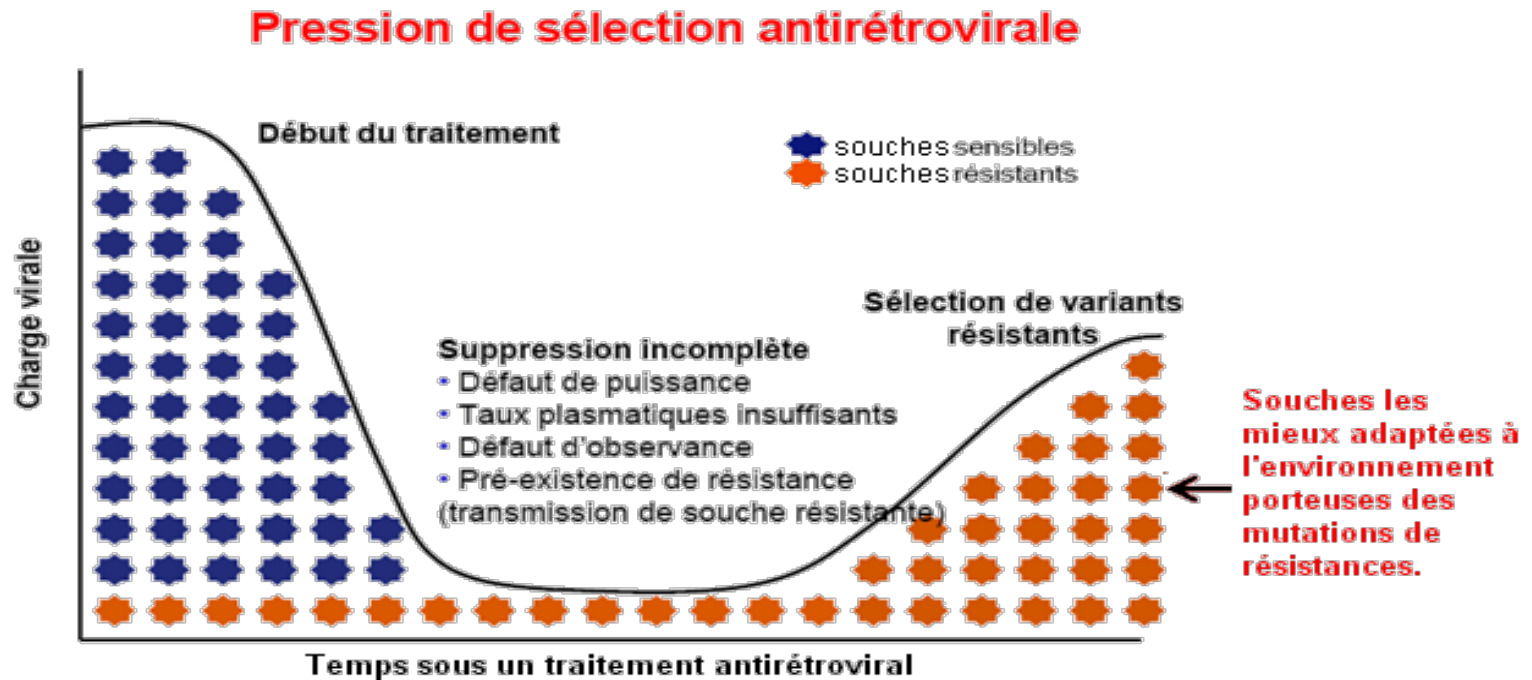 Pression de sélection antirétrovirale
Début du traitement
souches sensibles
souches résistants
Charge virale
Suppression incomplète
• Défaut de puissance
• Taux plasmatiques insuffisants
• Défaut d'observance
• Pré-existence de résistance
(transmission de souche résistante)
Sélection de variants
résistants
Souches les
mieux adaptées à
l'environnement
porteuses des
mutations de
résistances.
Temps sous un traitement antirétroviral